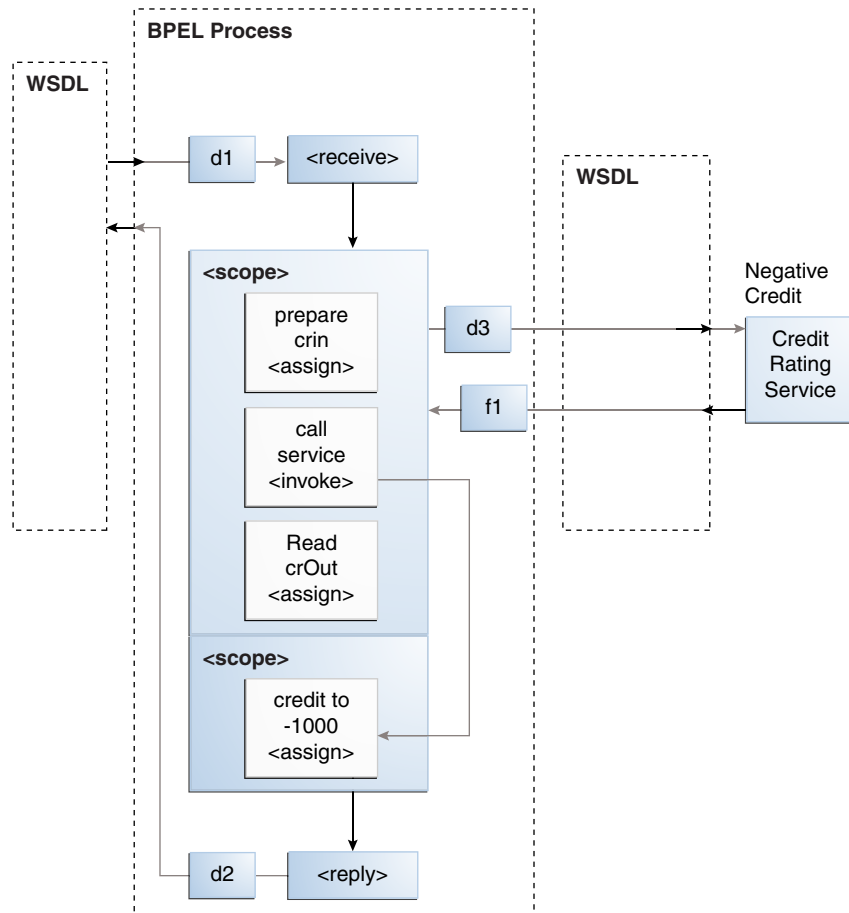 BPEL Process
WSDL
d1
<receive>
WSDL
<scope>
prepare
crin
<assign>
d3
Negative
Credit
Credit
Rating
Service
f1
call
service
<invoke>
Read
crOut
<assign>
<scope>
credit to
-1000
<assign>
d2
<reply>